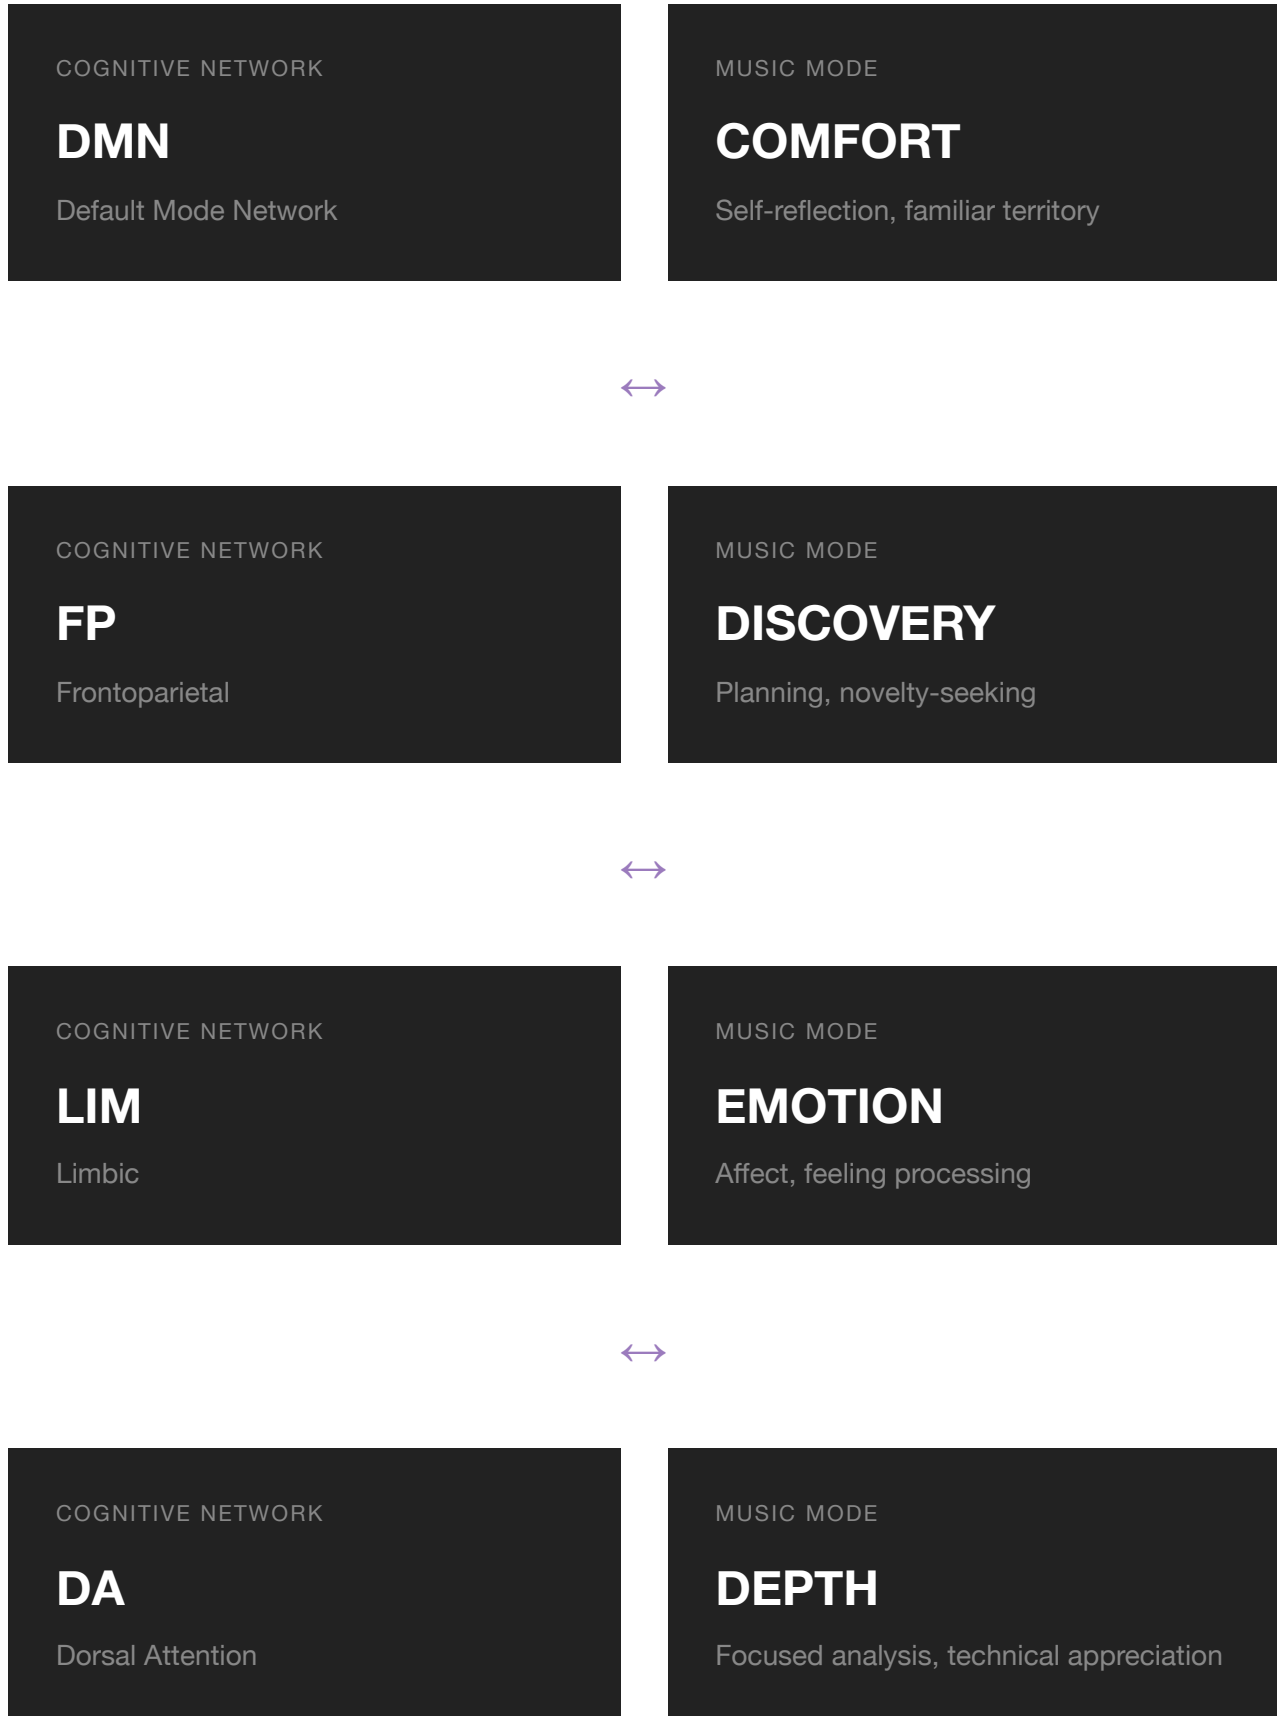 COGNITIVE NETWORK
DMN
Default Mode Network
MUSIC MODE
COMFORT
Self-reflection, familiar territory
↔
COGNITIVE NETWORK
FP
Frontoparietal
MUSIC MODE
DISCOVERY
Planning, novelty-seeking
↔
COGNITIVE NETWORK
LIM
Limbic
MUSIC MODE
EMOTION
Affect, feeling processing
↔
COGNITIVE NETWORK
DA
Dorsal Attention
MUSIC MODE
DEPTH
Focused analysis, technical appreciation